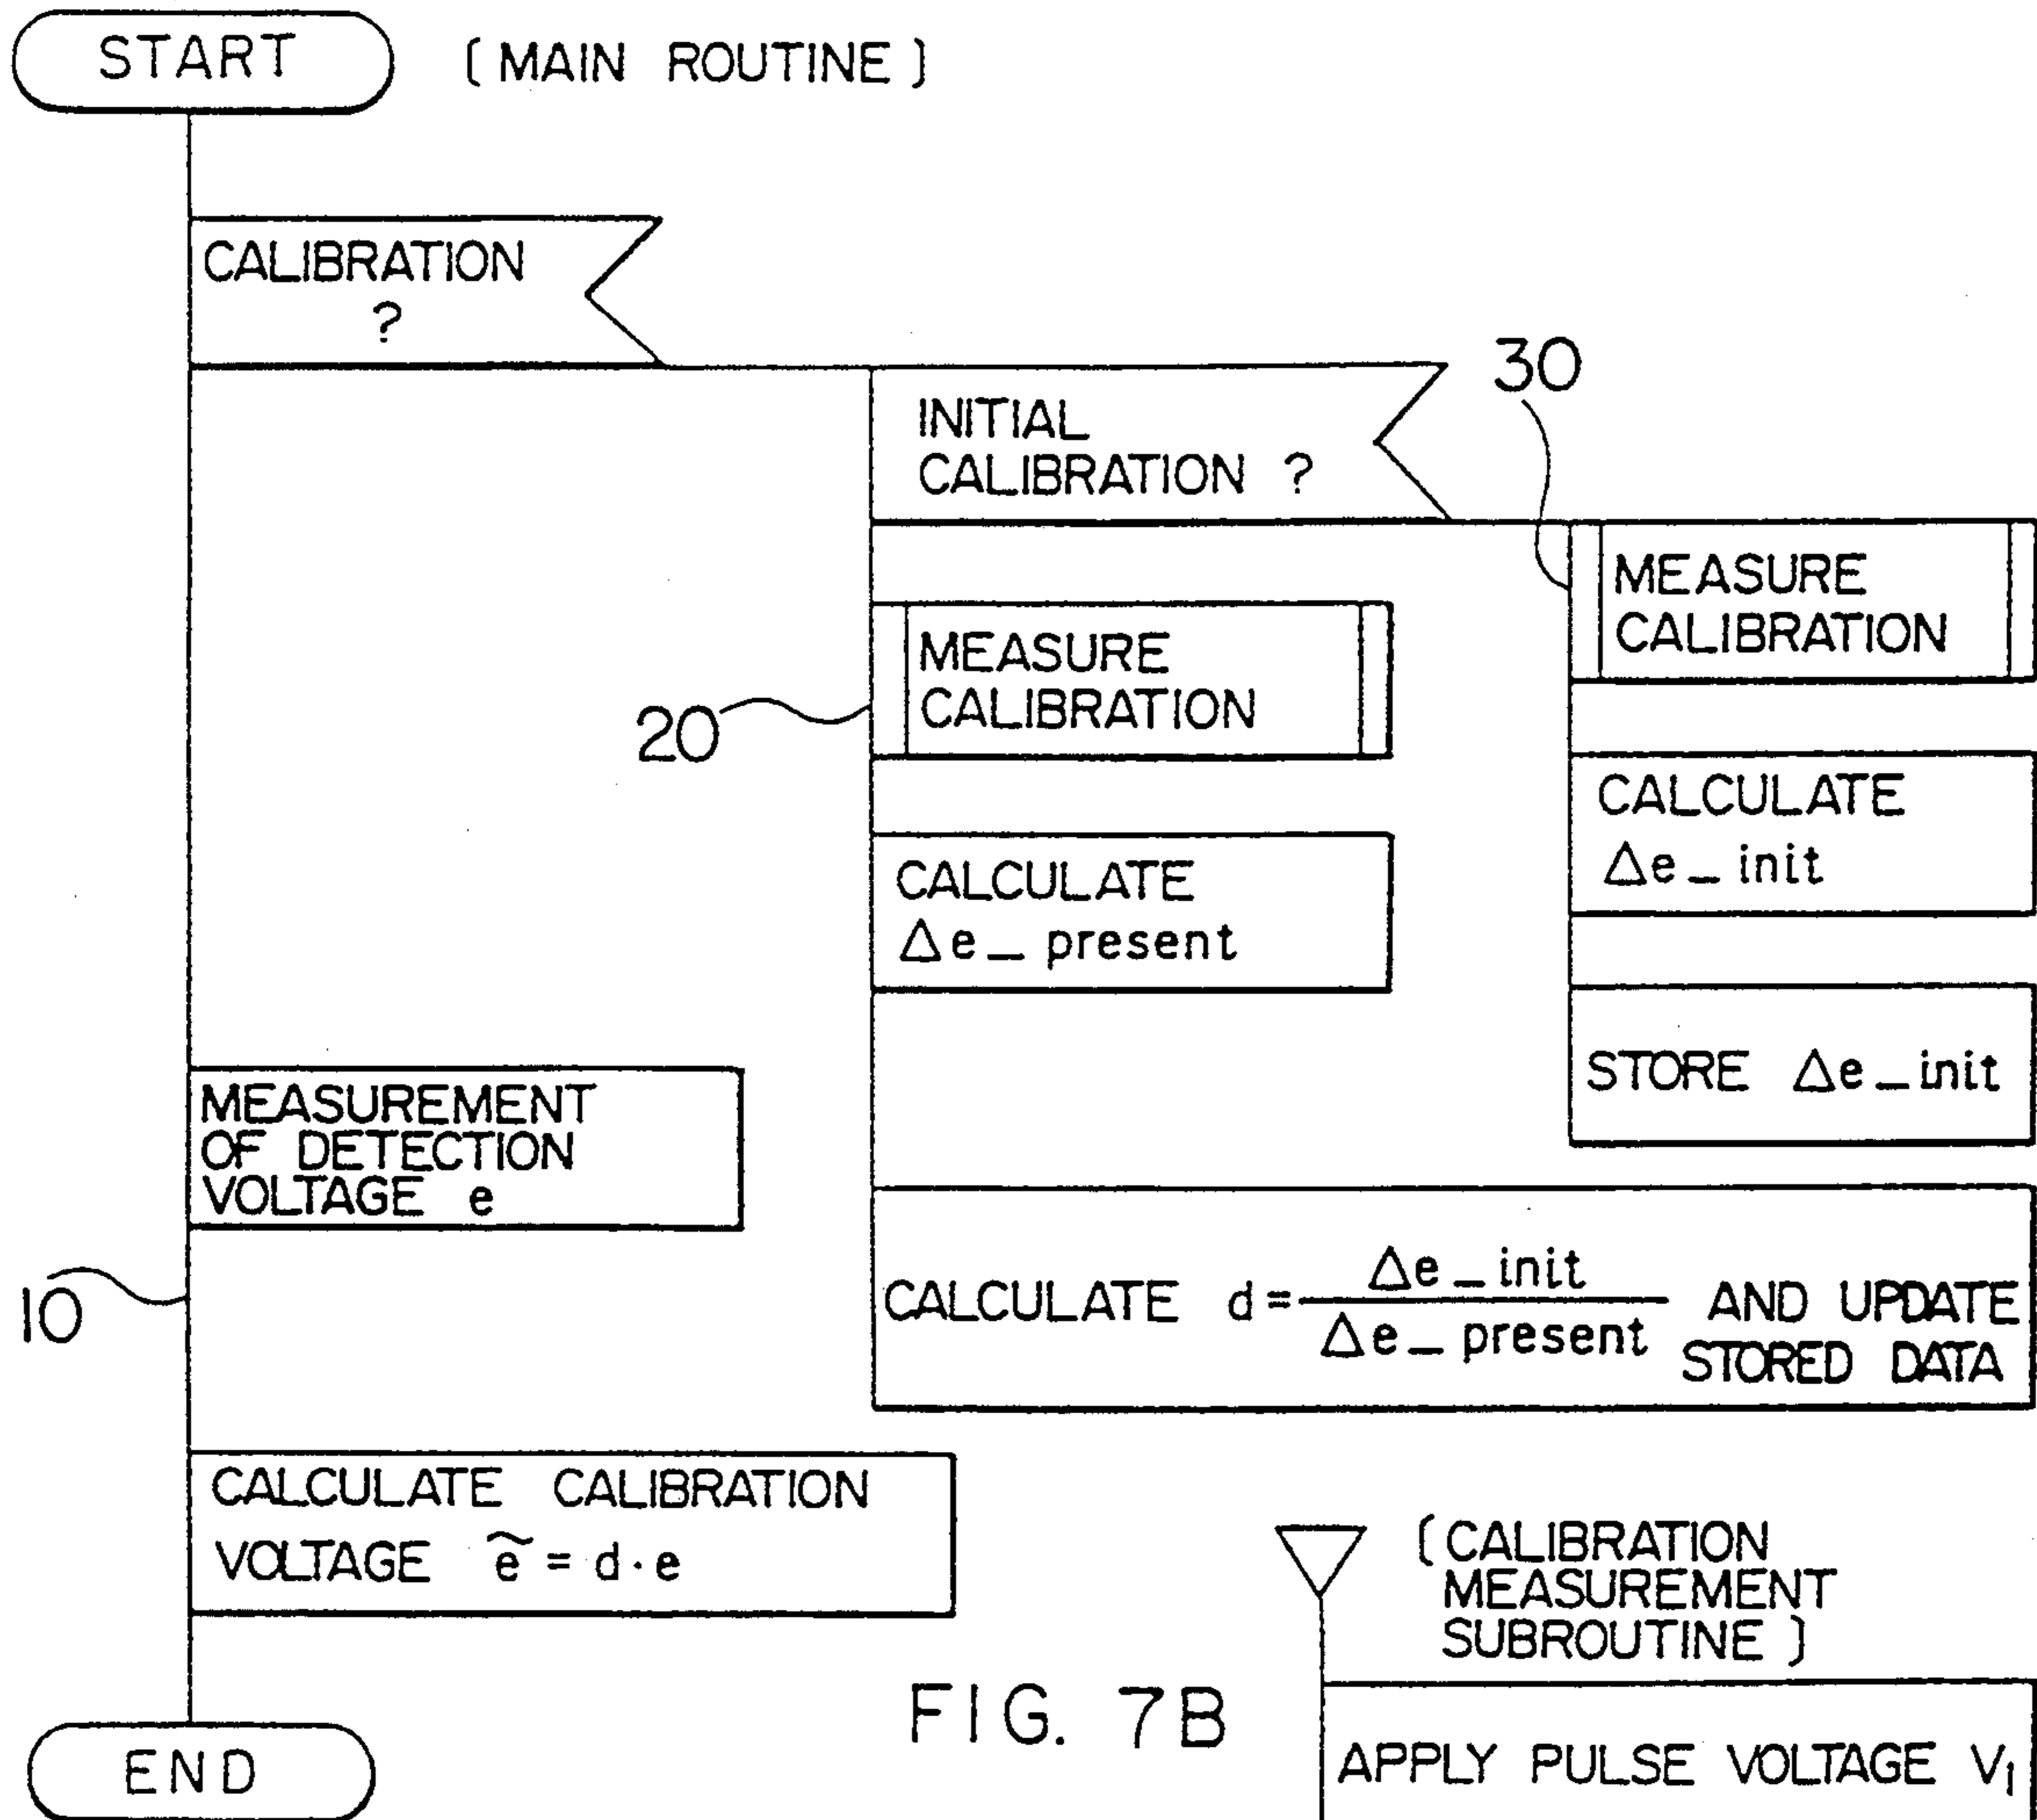 START
[MAIN ROUTINE]
CALIBRATION
?
INITIAL
CALIBRATION ?
30
MEASURE
CALIBRATION
20
MEASURE
CALIBRATION
CALCULATE
Δe_init
CALCULATE
Δe_present
STORE Δe_init
MEASUREMENT
OF DETECTION
VOLTAGE e
10
CALCULATE d = Δe_init / Δe_present AND UPDATE
STORED DATA
CALCULATE CALIBRATION
VOLTAGE ẽ = d·e
[CALIBRATION
MEASUREMENT
SUBROUTINE]
FIG. 7B
END
APPLY PULSE VOLTAGE V₁